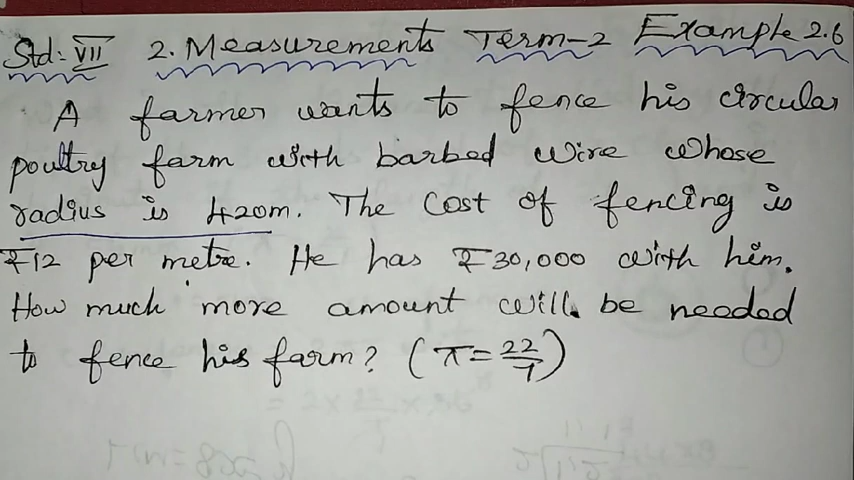 Std: VII 2. Measurements Term-2 Example 2.6
A farmer wants to fence his circular
poultry farm with barbed wire whose
radius is 420m. The cost of fencing is
₹12 per metre. He has ₹30,000 with him.
How much more amount will be needed
to fence his farm? (π=22/7)